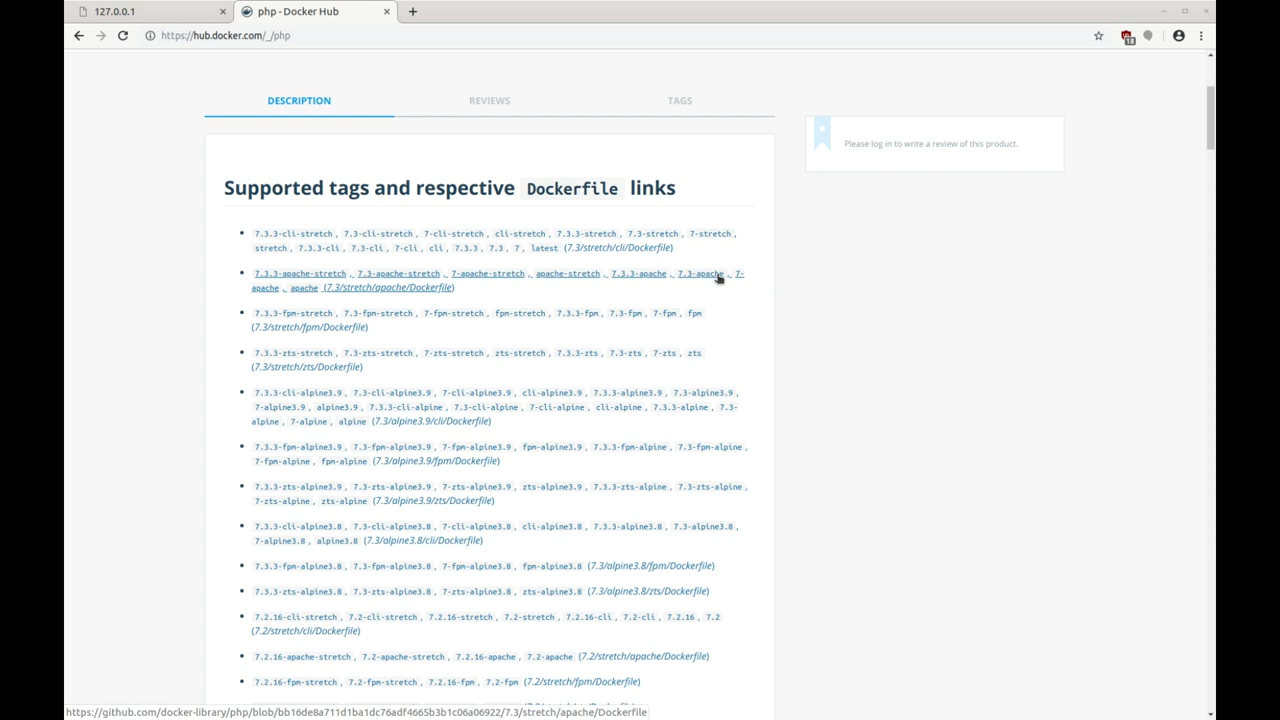 127.0.0.1
php - Docker Hub
https://hub.docker.com/_/php
18
DESCRIPTION
REVIEWS
TAGS
Please log in to write a review of this product.
Supported tags and respective Dockerfile links
7.3.3-cli-stretch , 7.3-cli-stretch , 7-cli-stretch , cli-stretch , 7.3.3-stretch , 7.3-stretch , 7-stretch ,
stretch , 7.3.3-cli , 7.3-cli , 7-cli , cli , 7.3.3 , 7.3 , 7 , latest (7.3/stretch/cli/Dockerfile)
7.3.3-apache-stretch , 7.3-apache-stretch , 7-apache-stretch , apache-stretch , 7.3.3-apache , 7.3-apache , 7-
apache , apache (7.3/stretch/apache/Dockerfile)
7.3.3-fpm-stretch , 7.3-fpm-stretch , 7-fpm-stretch , fpm-stretch , 7.3.3-fpm , 7.3-fpm , 7-fpm , fpm
(7.3/stretch/fpm/Dockerfile)
7.3.3-zts-stretch , 7.3-zts-stretch , 7-zts-stretch , zts-stretch , 7.3.3-zts , 7.3-zts , 7-zts , zts
(7.3/stretch/zts/Dockerfile)
7.3.3-cli-alpine3.9 , 7.3-cli-alpine3.9 , 7-cli-alpine3.9 , cli-alpine3.9 , 7.3.3-alpine3.9 , 7.3-alpine3.9 ,
7-alpine3.9 , alpine3.9 , 7.3.3-cli-alpine , 7.3-cli-alpine , 7-cli-alpine , cli-alpine , 7.3.3-alpine , 7.3-
alpine , 7-alpine , alpine (7.3/alpine3.9/cli/Dockerfile)
7.3.3-fpm-alpine3.9 , 7.3-fpm-alpine3.9 , 7-fpm-alpine3.9 , fpm-alpine3.9 , 7.3.3-fpm-alpine , 7.3-fpm-alpine ,
7-fpm-alpine , fpm-alpine (7.3/alpine3.9/fpm/Dockerfile)
7.3.3-zts-alpine3.9 , 7.3-zts-alpine3.9 , 7-zts-alpine3.9 , zts-alpine3.9 , 7.3.3-zts-alpine , 7.3-zts-alpine ,
7-zts-alpine , zts-alpine (7.3/alpine3.9/zts/Dockerfile)
7.3.3-cli-alpine3.8 , 7.3-cli-alpine3.8 , 7-cli-alpine3.8 , cli-alpine3.8 , 7.3.3-alpine3.8 , 7.3-alpine3.8 ,
7-alpine3.8 , alpine3.8 (7.3/alpine3.8/cli/Dockerfile)
7.3.3-fpm-alpine3.8 , 7.3-fpm-alpine3.8 , 7-fpm-alpine3.8 , fpm-alpine3.8 (7.3/alpine3.8/fpm/Dockerfile)
7.3.3-zts-alpine3.8 , 7.3-zts-alpine3.8 , 7-zts-alpine3.8 , zts-alpine3.8 (7.3/alpine3.8/zts/Dockerfile)
7.2.16-cli-stretch , 7.2-cli-stretch , 7.2.16-stretch , 7.2-stretch , 7.2.16-cli , 7.2-cli , 7.2.16 , 7.2
(7.2/stretch/cli/Dockerfile)
7.2.16-apache-stretch , 7.2-apache-stretch , 7.2.16-apache , 7.2-apache (7.2/stretch/apache/Dockerfile)
7.2.16-fpm-stretch , 7.2-fpm-stretch , 7.2.16-fpm , 7.2-fpm (7.2/stretch/fpm/Dockerfile)
https://github.com/docker-library/php/blob/bb16de8a711d1ba1dc76adf4665b3b1c06a06922/7.3/stretch/apache/Dockerfile